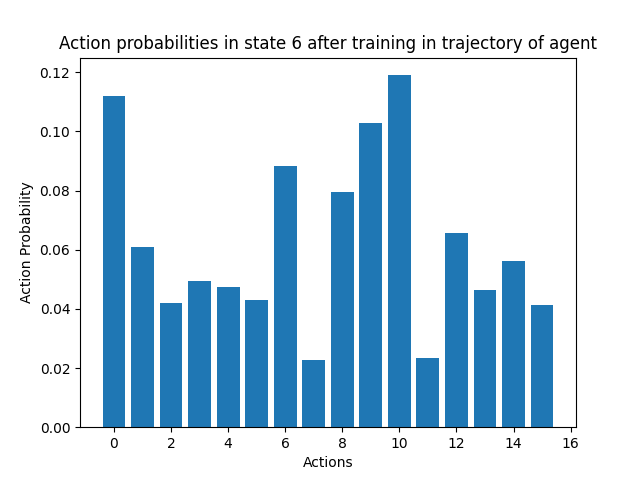 Action probabilities in state 6 after training in trajectory of agent
0.12
0.10
0.08
0.06
0.04
0.02
0.00
Action Probability
0 2 4 6 8 10 12 14 16
Actions